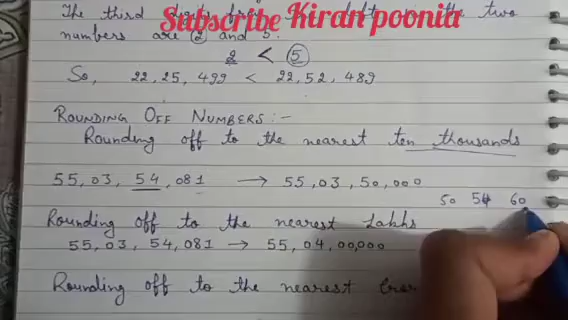 The third
Subscribe Kiran poonia
the two
numbers are 2 and 5.
2 < 5
So, 22,25,499 < 22,52,489
ROUNDING OFF NUMBERS:-
Rounding off to the nearest ten thousands
55,03,54,081 → 55,03,50,000
50 54 60
Rounding off to the nearest Lakhs
55,03,54,081 → 55,04,00,000
Rounding off to the nearest